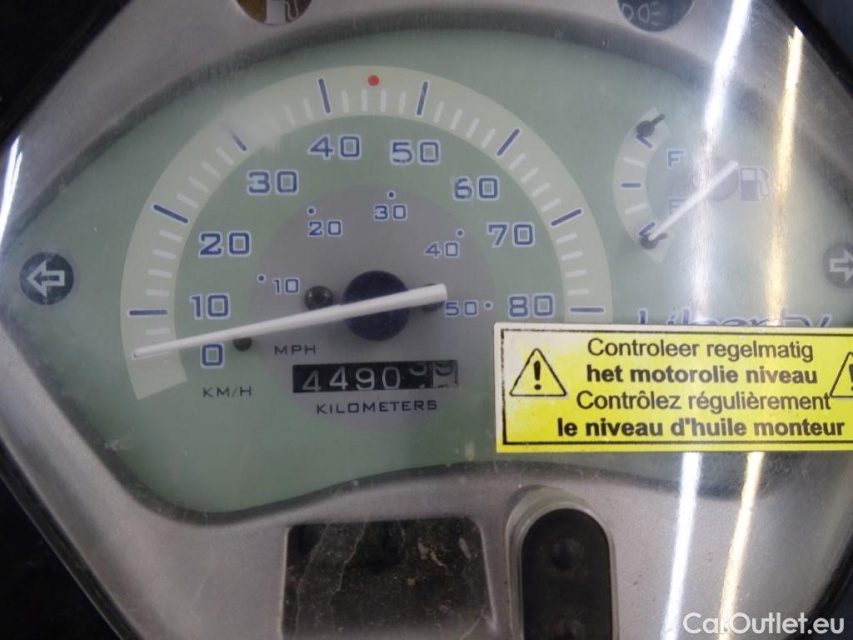 40 50
30 60
20 30
20 70
40
10
10 50 80
0 MPH
Liberty
KM/H
4490
KILOMETERS
F
Controleer regelmatig
het motorolie niveau
Contrôlez régulièrement
le niveau d'huile monteur
CarOutlet.eu